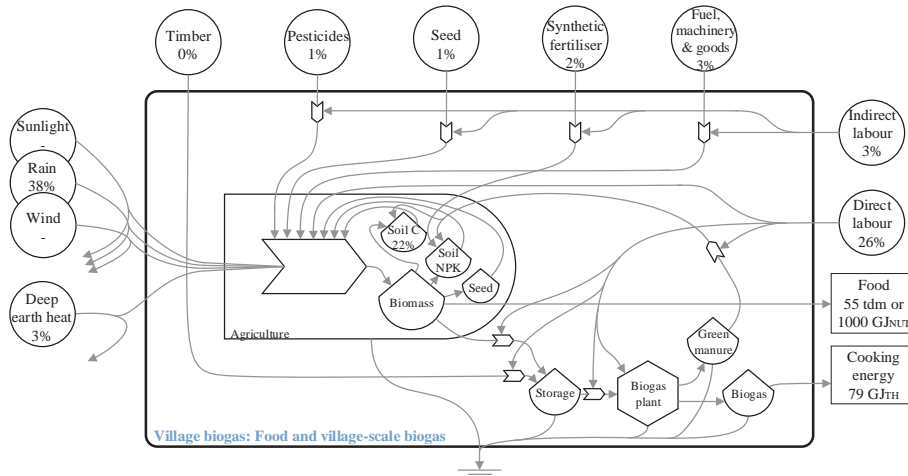 Timber
0%
Pesticides
1%
Seed
1%
Synthetic
fertiliser
2%
Fuel,
machinery
& goods
3%
Sunlight
-
Rain
38%
Wind
-
Deep
earth heat
3%
Indirect
labour
3%
Direct
labour
26%
Soil C
22%
Soil
NPK
Seed
Biomass
Agriculture
Food
55 tdm or
1000 GJNUT
Green
manure
Cooking
energy
79 GJTH
Storage
Biogas
plant
Biogas
Village biogas: Food and village-scale biogas